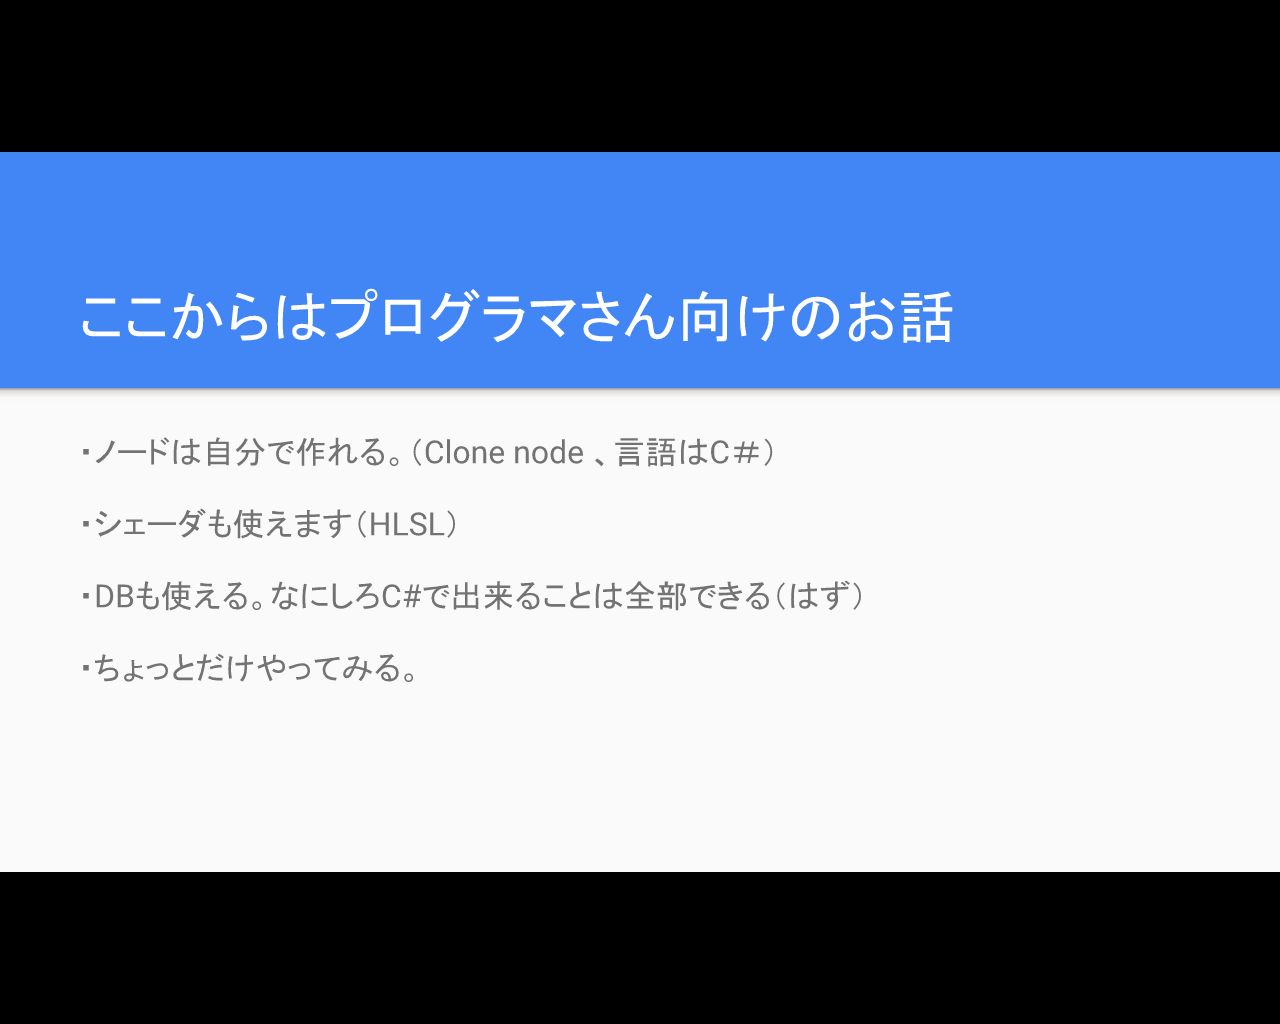 ここからはプログラマさん向けのお話
・ノードは自分で作れる。（Clone node 、言語はC＃）
・シェーダも使えます（HLSL）
・DBも使える。なにしろC#で出来ることは全部できる（はず）
・ちょっとだけやってみる。